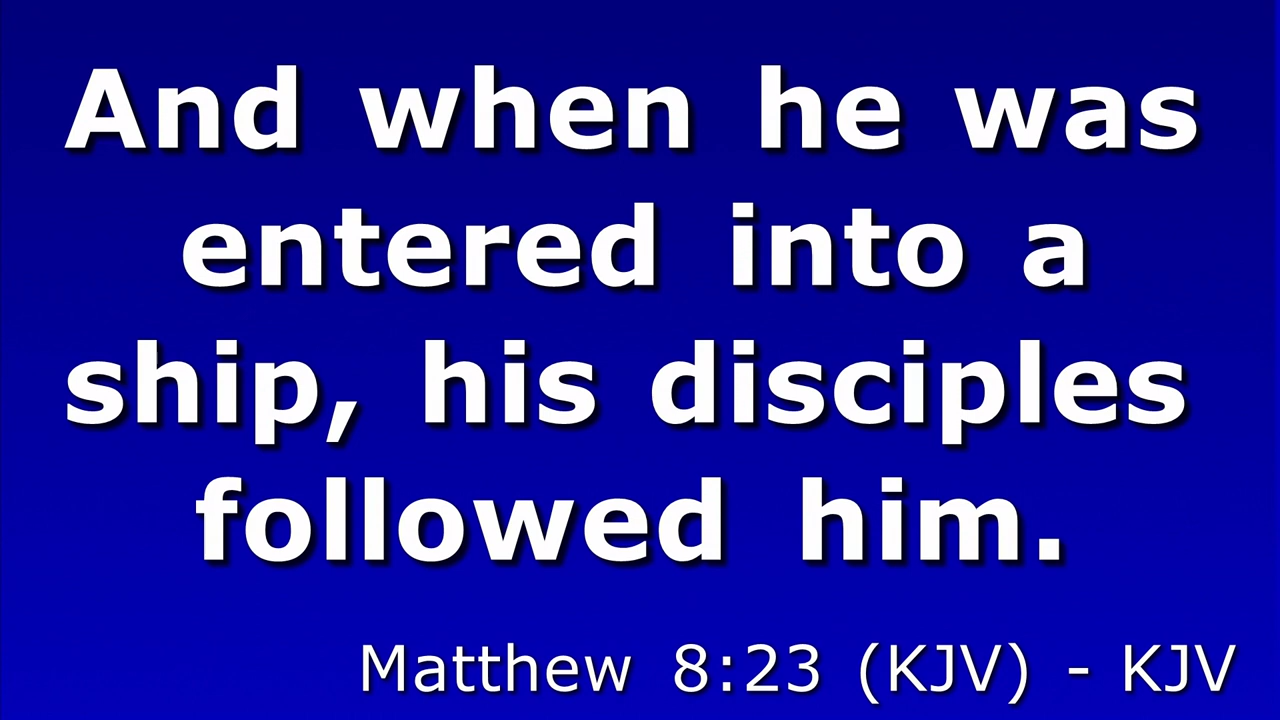 And when he was
entered into a
ship, his disciples
followed him.
Matthew 8:23 (KJV) - KJV